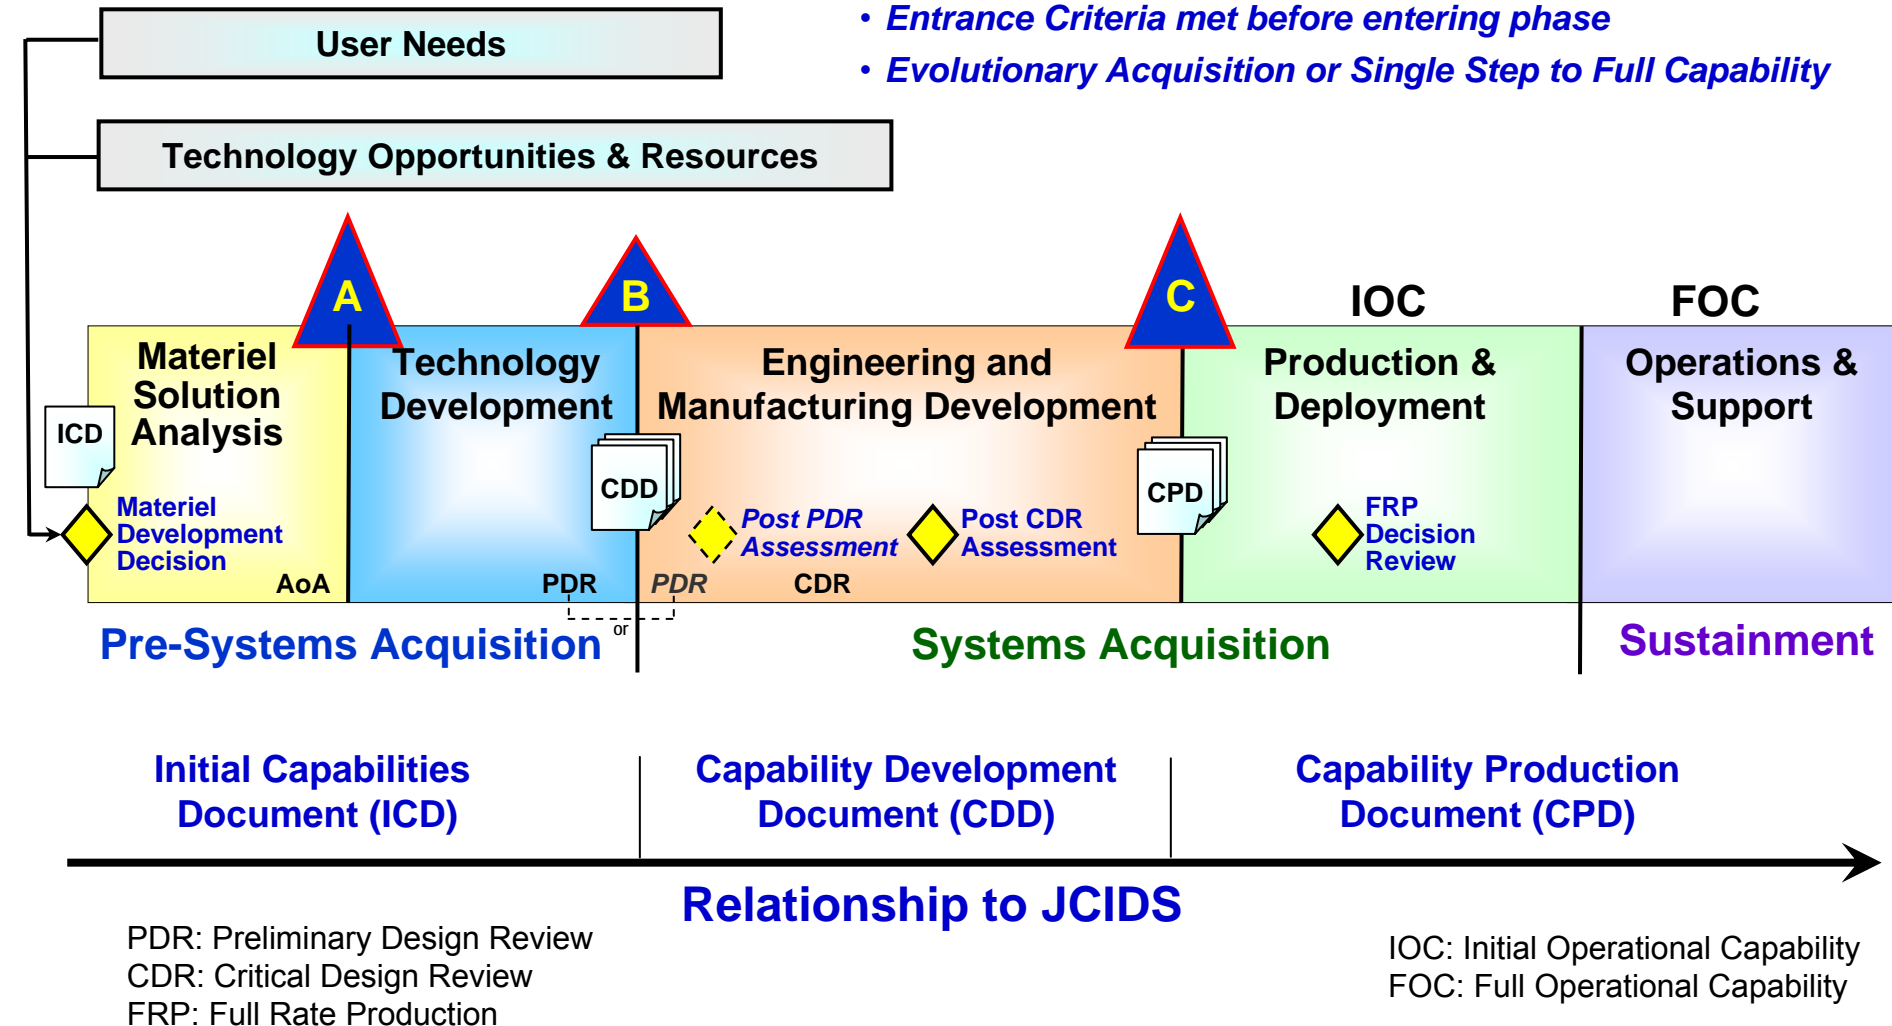 • Entrance Criteria met before entering phase
• Evolutionary Acquisition or Single Step to Full Capability
User Needs
Technology Opportunities & Resources
A
B
C
IOC
FOC
Materiel
Solution
Analysis
Technology
Development
Engineering and
Manufacturing Development
Production &
Deployment
Operations &
Support
ICD
CDD
CPD
Materiel
Development
Decision
Post PDR
Assessment
Post CDR
Assessment
FRP
Decision
Review
AoA
PDR
PDR
CDR
or
Pre-Systems Acquisition
Systems Acquisition
Sustainment
Initial Capabilities
Document (ICD)
Capability Development
Document (CDD)
Capability Production
Document (CPD)
Relationship to JCIDS
PDR: Preliminary Design Review
CDR: Critical Design Review
FRP: Full Rate Production
IOC: Initial Operational Capability
FOC: Full Operational Capability